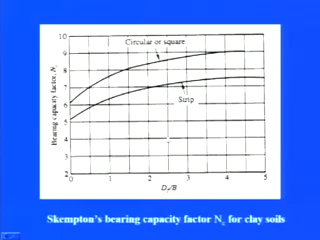 10
9
8
7
6
5
4
3
2
Bearing capacity factor, Nc
Circular or square
Strip
0 1 2 3 4 5
Df/B
Skempton's bearing capacity factor Nc for clay soils